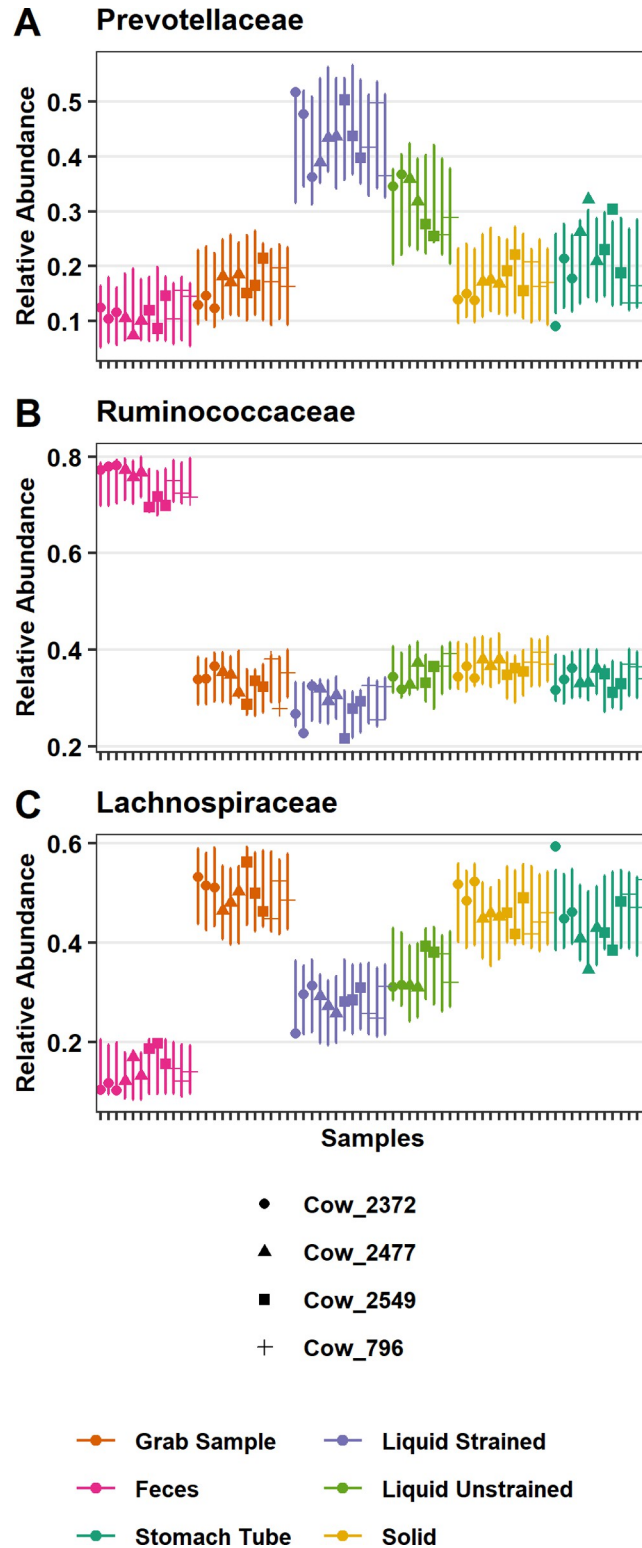 A Prevotellaceae
Relative Abundance
0.5
0.4
0.3
0.2
0.1
B Ruminococcaceae
Relative Abundance
0.8
0.6
0.4
0.2
C Lachnospiraceae
Relative Abundance
0.6
0.4
0.2
Samples
Cow_2372
Cow_2477
Cow_2549
Cow_796
Grab Sample Liquid Strained
Feces Liquid Unstrained
Stomach Tube Solid